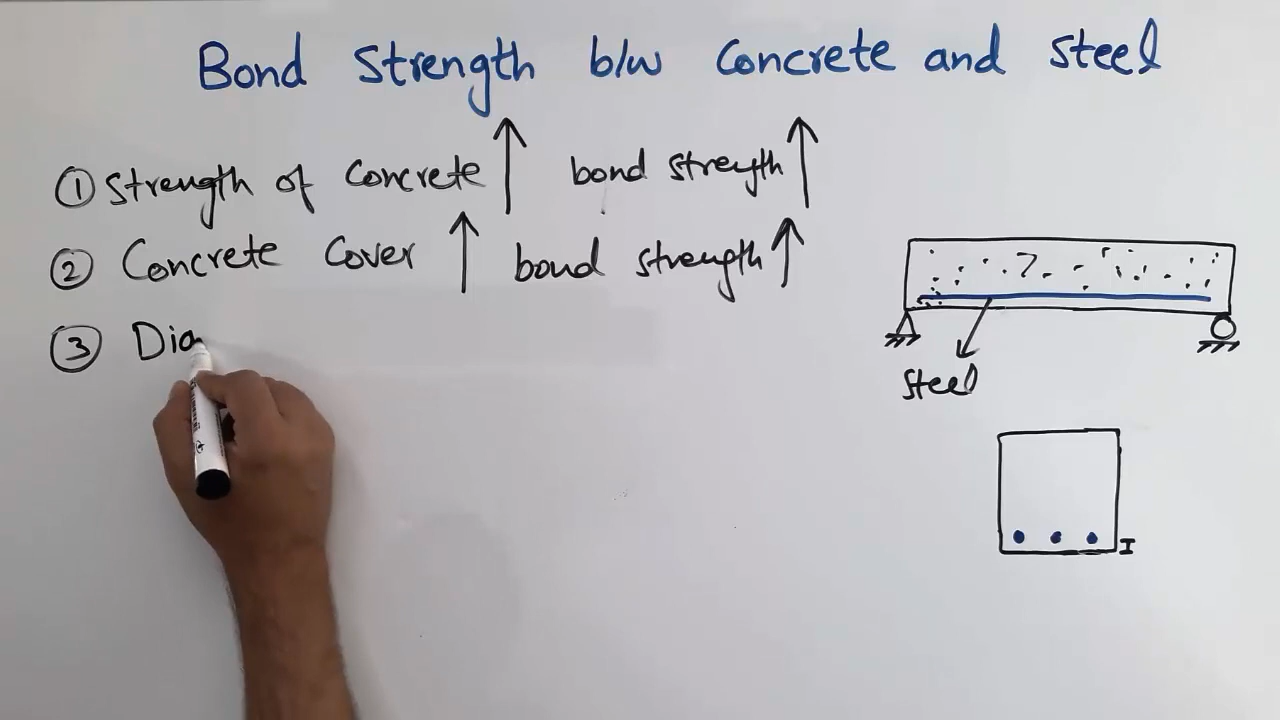 Bond Strength b/w Concrete and Steel
① Strength of Concrete ↑ bond strength ↑
② Concrete Cover ↑ bond strength ↑
③ Dia
Steel